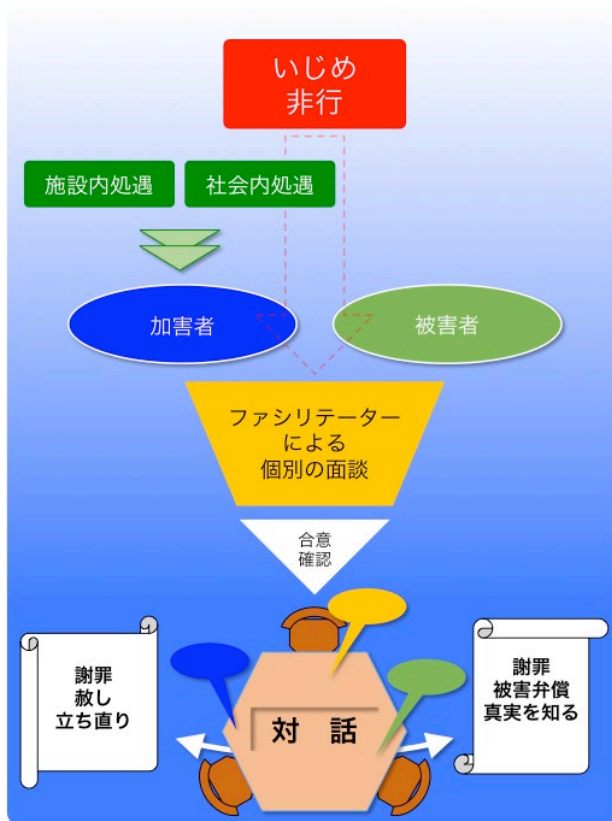 いじめ
非行
施設内処遇
社会内処遇
加害者
被害者
ファシリテーター
による
個別の面談
合意
確認
謝罪
赦し
立ち直り
対　話
謝罪
被害弁償
真実を知る